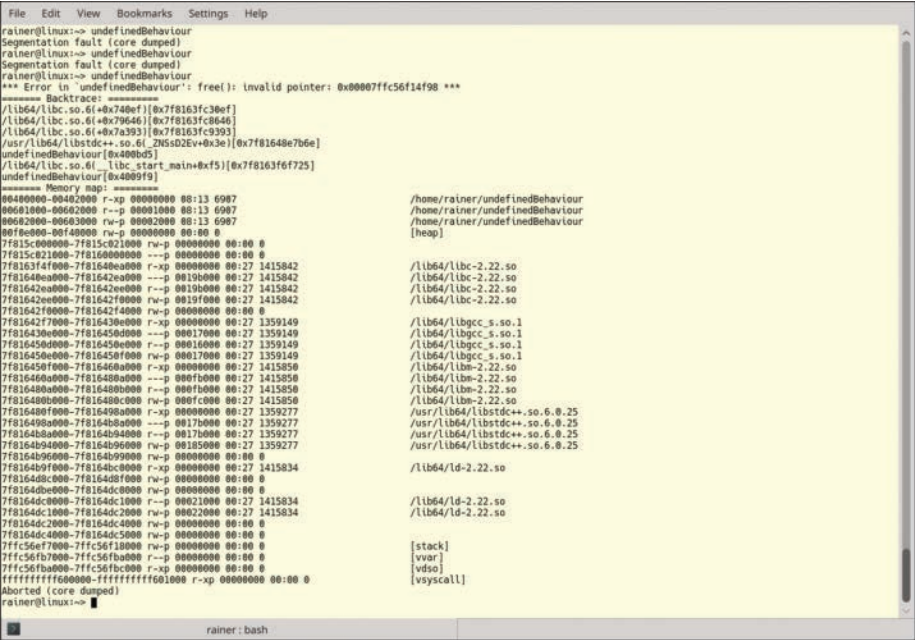 File Edit View Bookmarks Settings Help
rainer@linux:~> undefinedBehaviour
Segmentation fault (core dumped)
rainer@linux:~> undefinedBehaviour
Segmentation fault (core dumped)
rainer@linux:~> undefinedBehaviour
*** Error in `undefinedBehaviour': free(): invalid pointer: 0x00007ffc56f14f98 ***
======= Backtrace: =========
/lib64/libc.so.6(+0x740ef)[0x7f8163fc30ef]
/lib64/libc.so.6(+0x79646)[0x7f8163fc8646]
/lib64/libc.so.6(+0x7a393)[0x7f8163fc9393]
/usr/lib64/libstdc++.so.6(_ZNSsD2Ev+0x3e)[0x7f81648e7b6e]
undefinedBehaviour[0x400bd5]
/lib64/libc.so.6(__libc_start_main+0xf5)[0x7f8163f6f725]
undefinedBehaviour[0x4009f9]
======= Memory map: ========
00400000-00402000 r-xp 00000000 08:13 6907 /home/rainer/undefinedBehaviour
00601000-00602000 r--p 00001000 08:13 6907 /home/rainer/undefinedBehaviour
00602000-00603000 rw-p 00002000 08:13 6907 /home/rainer/undefinedBehaviour
00f0e000-00f40000 rw-p 00000000 00:00 0 [heap]
7f815c000000-7f815c021000 rw-p 00000000 00:00 0
7f815c021000-7f8160000000 ---p 00000000 00:00 0
7f8163f4f000-7f81640ea000 r-xp 00000000 00:27 1415842 /lib64/libc-2.22.so
7f81640ea000-7f81642ea000 ---p 0019b000 00:27 1415842 /lib64/libc-2.22.so
7f81642ea000-7f81642ee000 r--p 0019b000 00:27 1415842 /lib64/libc-2.22.so
7f81642ee000-7f81642f0000 rw-p 0019f000 00:27 1415842 /lib64/libc-2.22.so
7f81642f0000-7f81642f4000 rw-p 00000000 00:00 0
7f81642f7000-7f816430e000 r-xp 00000000 00:27 1359149 /lib64/libgcc_s.so.1
7f816430e000-7f816450d000 ---p 00017000 00:27 1359149 /lib64/libgcc_s.so.1
7f816450d000-7f816450e000 r--p 00016000 00:27 1359149 /lib64/libgcc_s.so.1
7f816450e000-7f816450f000 rw-p 00017000 00:27 1359149 /lib64/libgcc_s.so.1
7f816450f000-7f816460a000 r-xp 00000000 00:27 1415850 /lib64/libm-2.22.so
7f816460a000-7f816480a000 ---p 000fb000 00:27 1415850 /lib64/libm-2.22.so
7f816480a000-7f816480b000 r--p 000fb000 00:27 1415850 /lib64/libm-2.22.so
7f816480b000-7f816480c000 rw-p 000fc000 00:27 1415850 /lib64/libm-2.22.so
7f816480f000-7f816498a000 r-xp 00000000 00:27 1359277 /usr/lib64/libstdc++.so.6.0.25
7f816498a000-7f8164b8a000 ---p 0017b000 00:27 1359277 /usr/lib64/libstdc++.so.6.0.25
7f8164b8a000-7f8164b94000 r--p 0017b000 00:27 1359277 /usr/lib64/libstdc++.so.6.0.25
7f8164b94000-7f8164b96000 rw-p 00185000 00:27 1359277 /usr/lib64/libstdc++.so.6.0.25
7f8164b96000-7f8164b99000 rw-p 00000000 00:00 0
7f8164b9f000-7f8164bc0000 r-xp 00000000 00:27 1415834 /lib64/ld-2.22.so
7f8164d8c000-7f8164d8f000 rw-p 00000000 00:00 0
7f8164dbe000-7f8164dc0000 rw-p 00000000 00:00 0
7f8164dc0000-7f8164dc1000 r--p 00021000 00:27 1415834 /lib64/ld-2.22.so
7f8164dc1000-7f8164dc2000 rw-p 00022000 00:27 1415834 /lib64/ld-2.22.so
7f8164dc2000-7f8164dc4000 rw-p 00000000 00:00 0
7f8164dc4000-7f8164dc5000 rw-p 00000000 00:00 0
7ffc56ef7000-7ffc56f18000 rw-p 00000000 00:00 0 [stack]
7ffc56fb7000-7ffc56fba000 r--p 00000000 00:00 0 [vvar]
7ffc56fba000-7ffc56fbc000 r-xp 00000000 00:00 0 [vdso]
ffffffffff600000-ffffffffff601000 r-xp 00000000 00:00 0 [vsyscall]
Aborted (core dumped)
rainer@linux:~>
rainer : bash